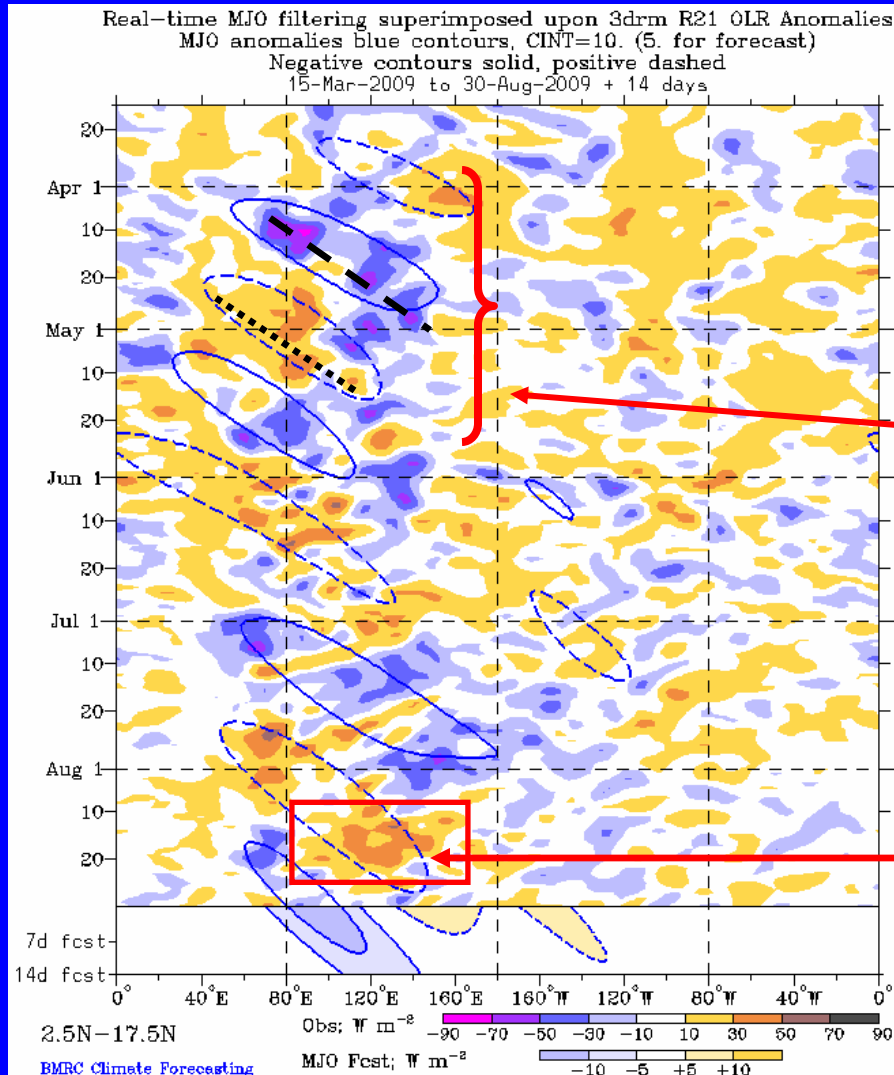 Real-time MJO filtering superimposed upon 3drm R21 OLR Anomalies
MJO anomalies blue contours, CINT=10. (5. for forecast)
Negative contours solid, positive dashed
15-Mar-2009 to 30-Aug-2009 + 14 days
20
Apr 1
10
20
May 1
10
20
Jun 1
10
20
Jul 1
10
20
Aug 1
10
20
7d fcst
14d fcst
0° 40°E 80°E 120°E 160°E 160°W 120°W 80°W 40°W 0°
2.5N-17.5N
Obs; W m⁻²
-90 -70 -50 -30 -10 10 30 50 70 90
BMRC Climate Forecasting
MJO Fcst; W m⁻²
-10 -5 +5 +10